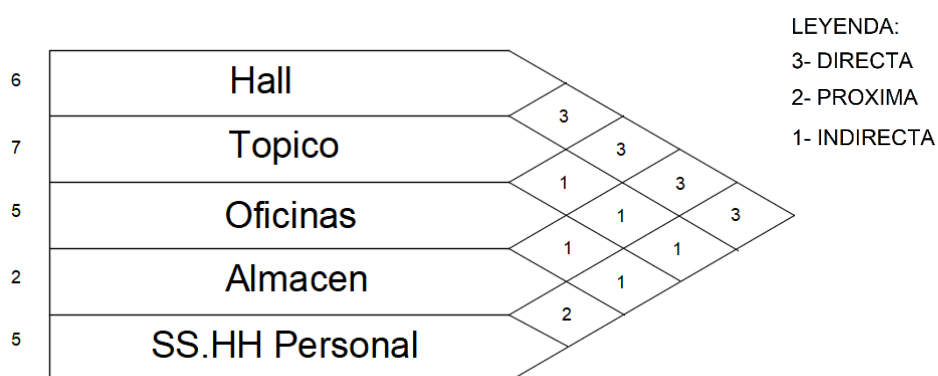 LEYENDA:
3- DIRECTA
2- PROXIMA
1- INDIRECTA
6 Hall
3
7 Topico
3
1
3
5 Oficinas
1
3
1
1
2 Almacen
1
2
5 SS.HH Personal